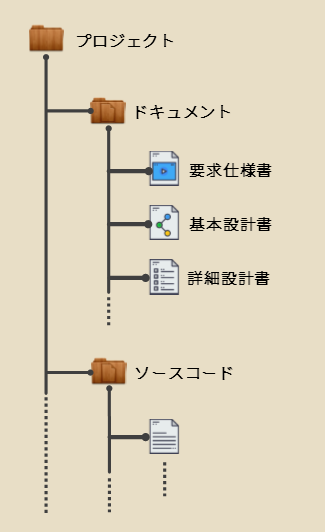 プロジェクト
ドキュメント
要求仕様書
基本設計書
詳細設計書
ソースコード